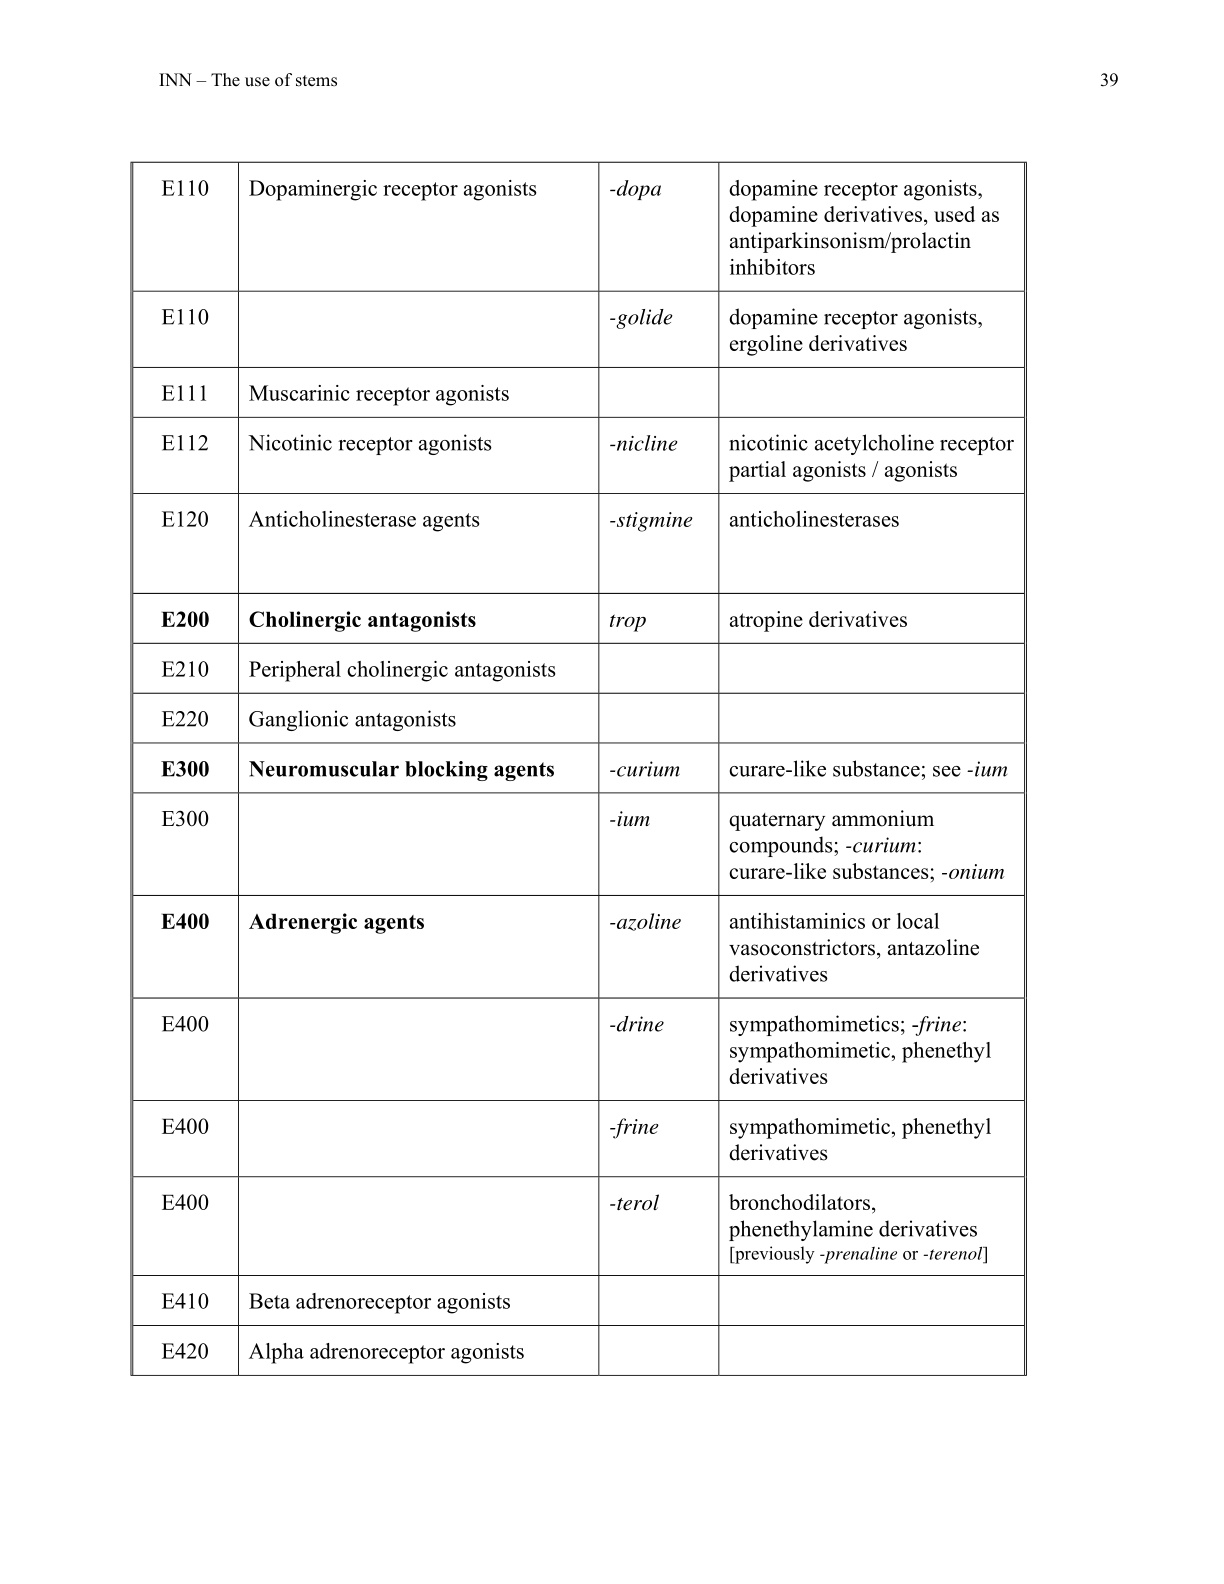 INN – The use of stems 39
E110 Dopaminergic receptor agonists -dopa dopamine receptor agonists,
dopamine derivatives, used as
antiparkinsonism/prolactin
inhibitors
E110 -golide dopamine receptor agonists,
ergoline derivatives
E111 Muscarinic receptor agonists
E112 Nicotinic receptor agonists -nicline nicotinic acetylcholine receptor
partial agonists / agonists
E120 Anticholinesterase agents -stigmine anticholinesterases
E200 Cholinergic antagonists trop atropine derivatives
E210 Peripheral cholinergic antagonists
E220 Ganglionic antagonists
E300 Neuromuscular blocking agents -curium curare-like substance; see -ium
E300 -ium quaternary ammonium
compounds; -curium:
curare-like substances; -onium
E400 Adrenergic agents -azoline antihistaminics or local
vasoconstrictors, antazoline
derivatives
E400 -drine sympathomimetics; -frine:
sympathomimetic, phenethyl
derivatives
E400 -frine sympathomimetic, phenethyl
derivatives
E400 -terol bronchodilators,
phenethylamine derivatives
[previously -prenaline or -terenol]
E410 Beta adrenoreceptor agonists
E420 Alpha adrenoreceptor agonists